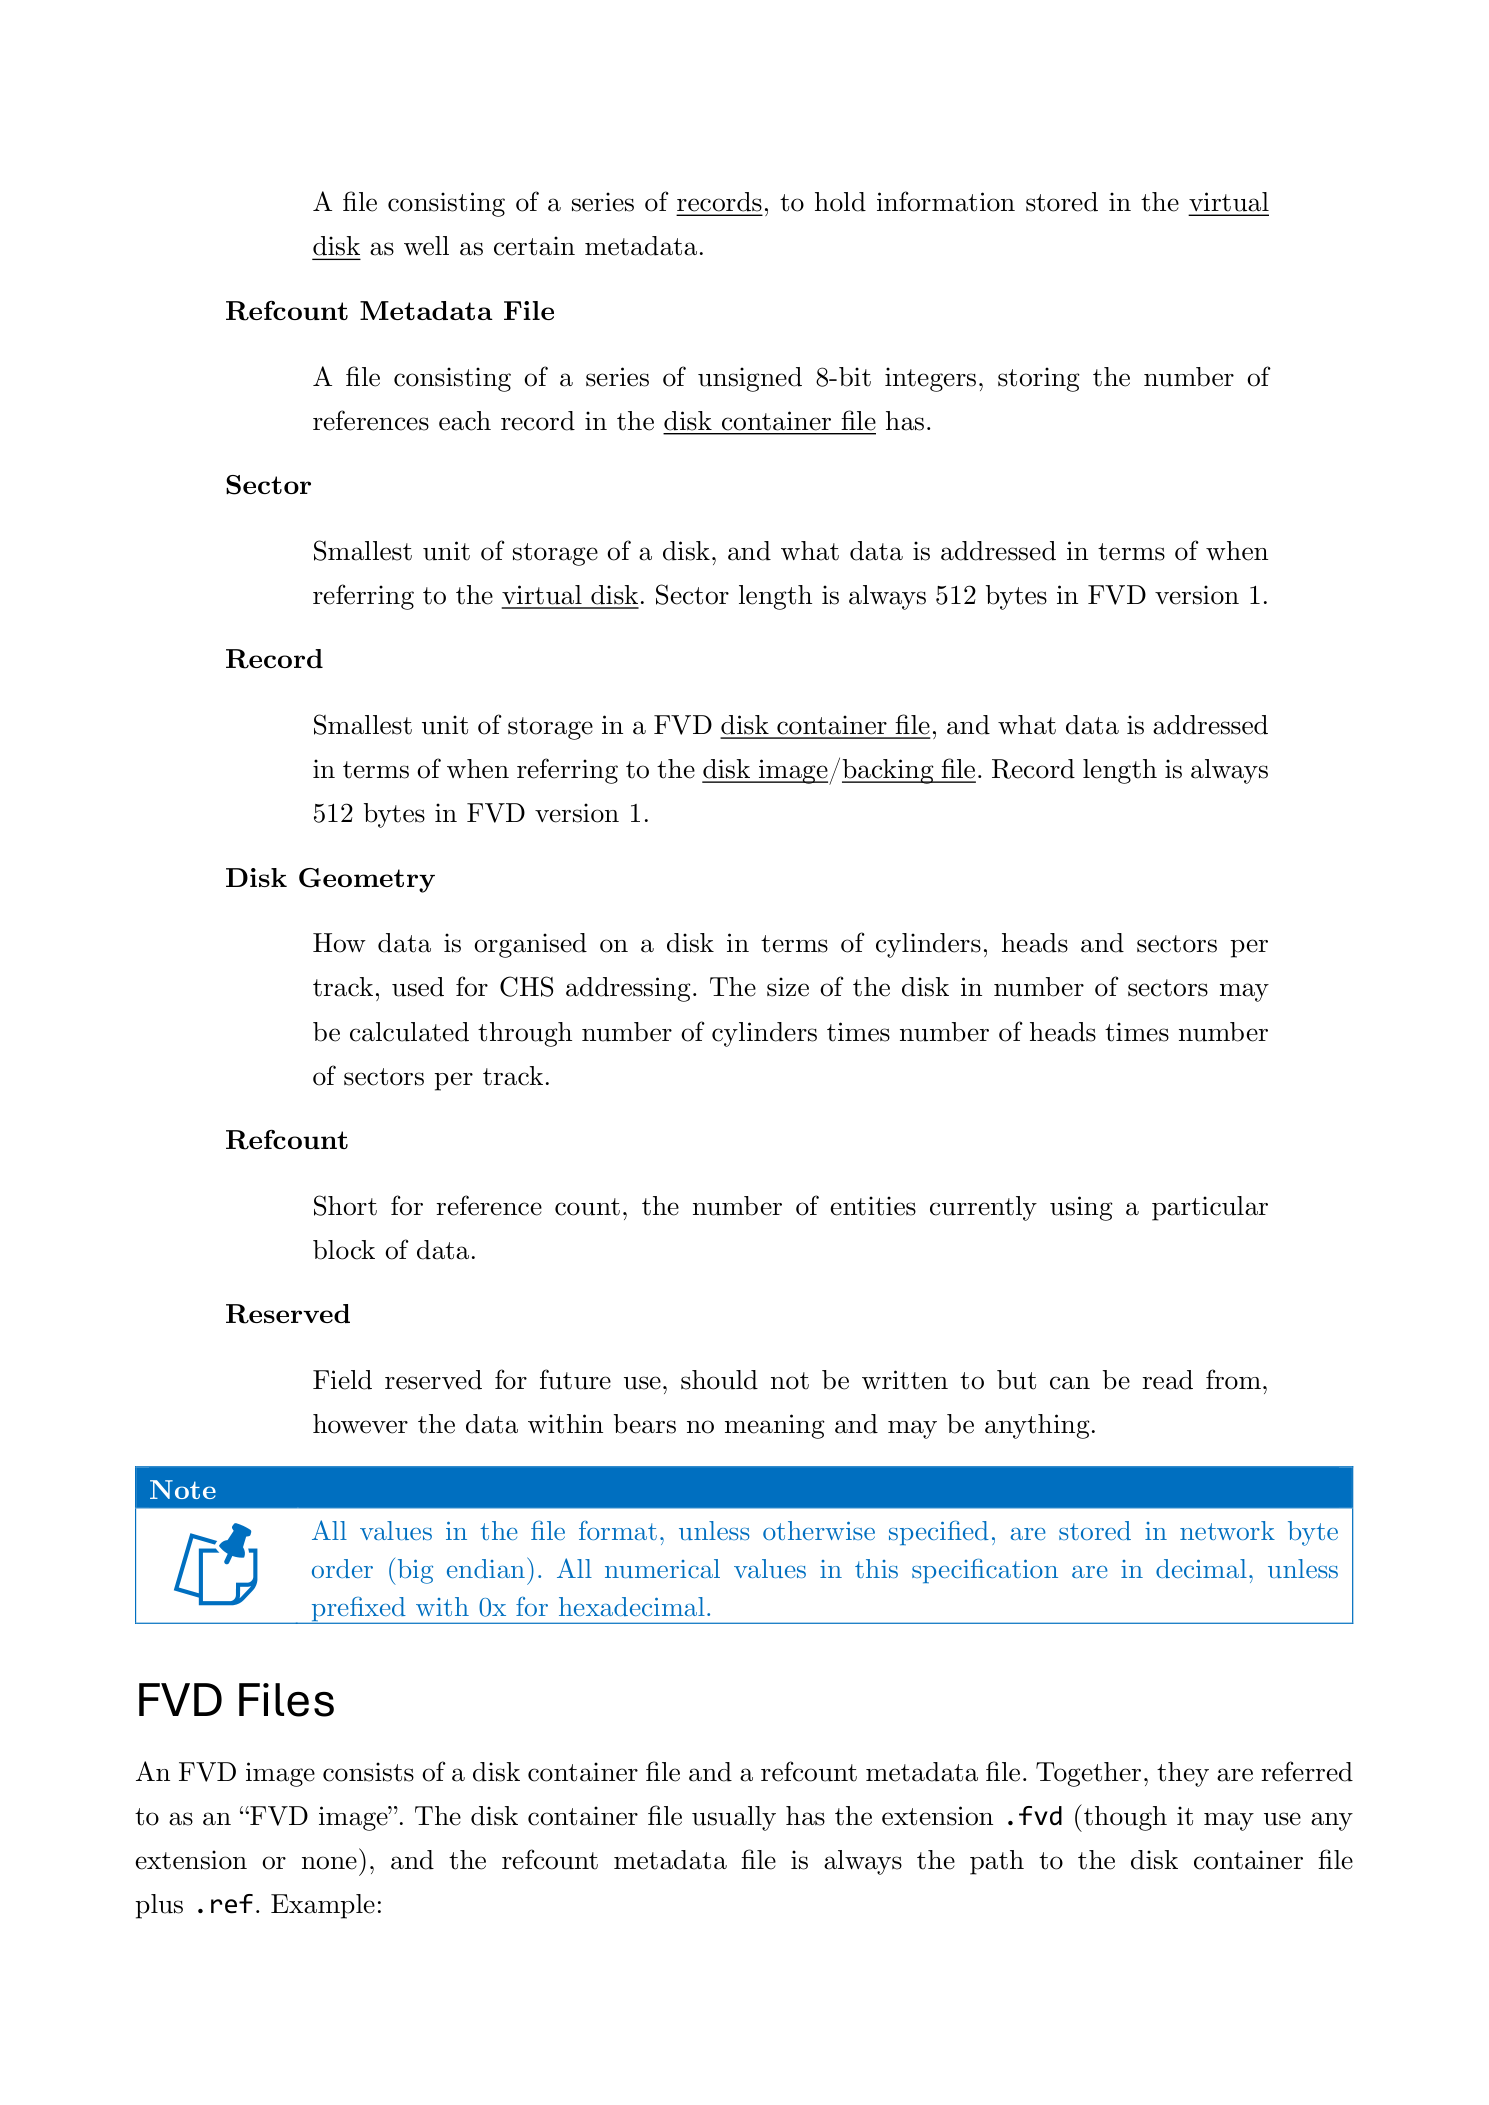 A file consisting of a series of records, to hold information stored in the virtual
disk as well as certain metadata.
Refcount Metadata File
A file consisting of a series of unsigned 8-bit integers, storing the number of
references each record in the disk container file has.
Sector
Smallest unit of storage of a disk, and what data is addressed in terms of when
referring to the virtual disk. Sector length is always 512 bytes in FVD version 1.
Record
Smallest unit of storage in a FVD disk container file, and what data is addressed
in terms of when referring to the disk image/backing file. Record length is always
512 bytes in FVD version 1.
Disk Geometry
How data is organised on a disk in terms of cylinders, heads and sectors per
track, used for CHS addressing. The size of the disk in number of sectors may
be calculated through number of cylinders times number of heads times number
of sectors per track.
Refcount
Short for reference count, the number of entities currently using a particular
block of data.
Reserved
Field reserved for future use, should not be written to but can be read from,
however the data within bears no meaning and may be anything.
Note
All values in the file format, unless otherwise specified, are stored in network byte
order (big endian). All numerical values in this specification are in decimal, unless
prefixed with 0x for hexadecimal.
FVD Files
An FVD image consists of a disk container file and a refcount metadata file. Together, they are referred
to as an “FVD image”. The disk container file usually has the extension .fvd (though it may use any
extension or none), and the refcount metadata file is always the path to the disk container file
plus .ref. Example: